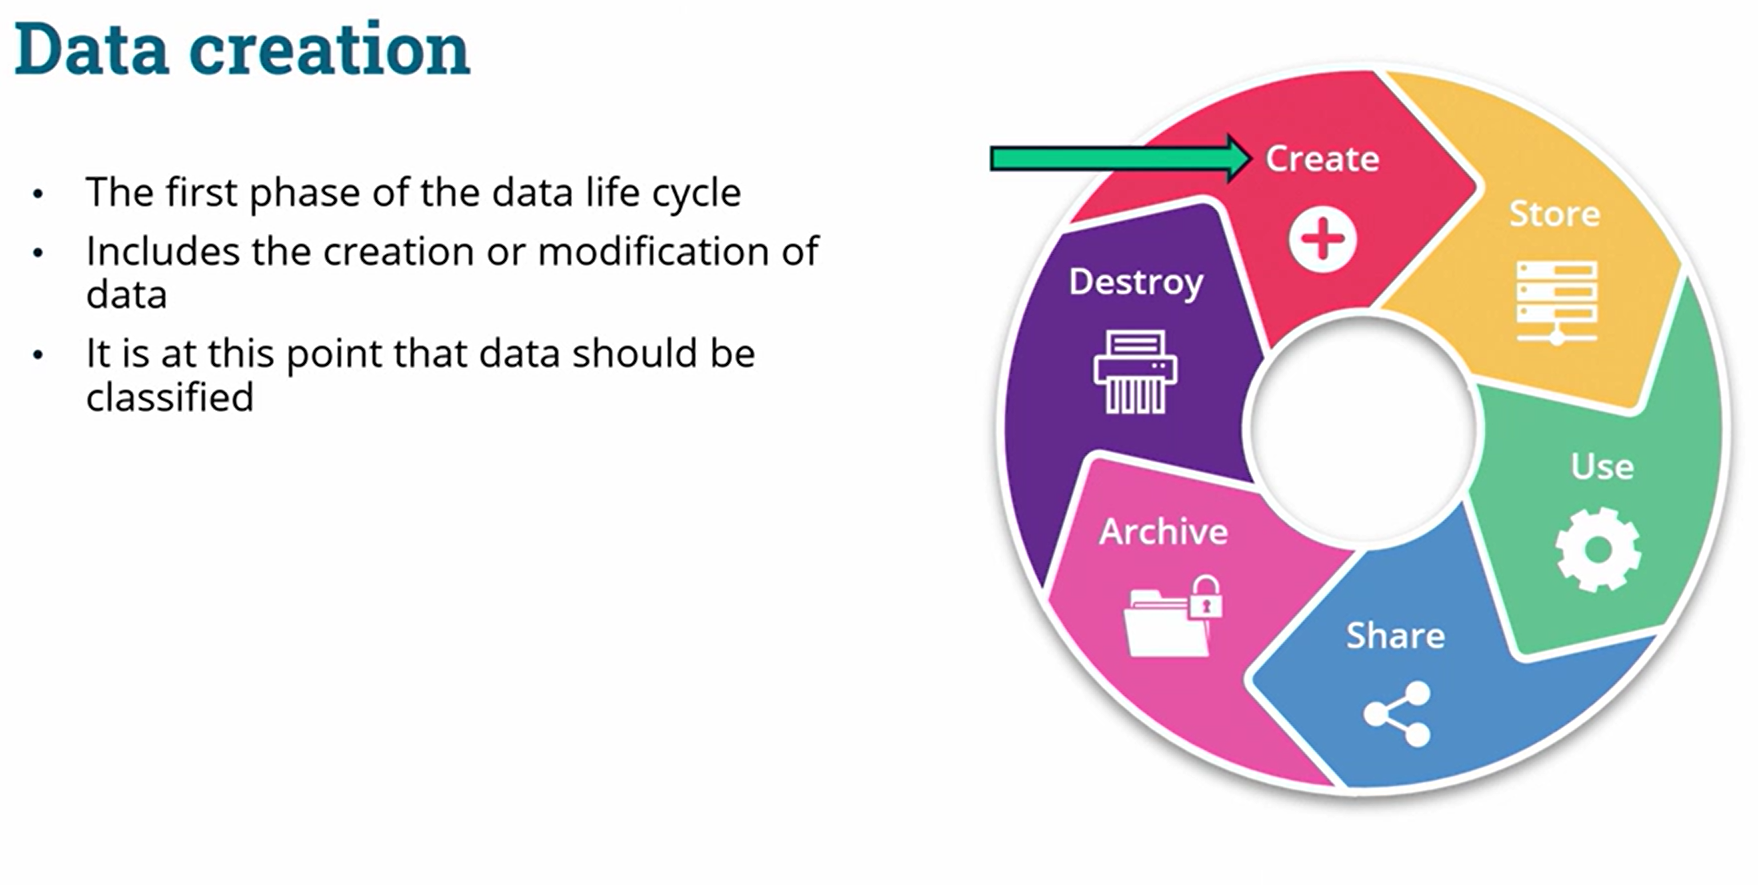 Data creation
• The first phase of the data life cycle
• Includes the creation or modification of
data
• It is at this point that data should be
classified
Create
Store
Use
Share
Archive
Destroy